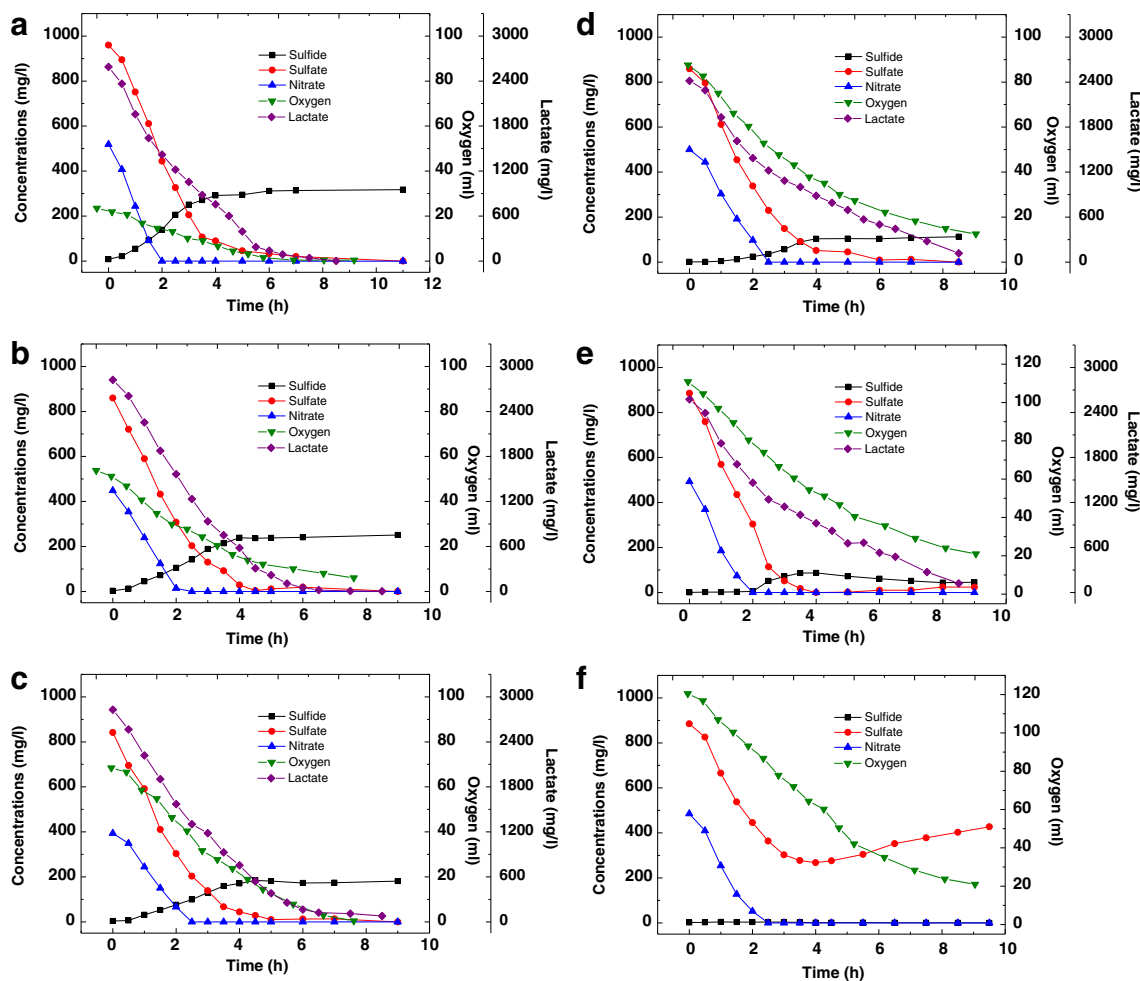 a
Concentrations (mg/l)
1000
800
600
400
200
0
Sulfide
Sulfate
Nitrate
Oxygen
Lactate
100
80
60
40
20
0
Oxygen (ml)
3000
2400
1800
1200
600
0
Lactate (mg/l)
0 2 4 6 8 10 12
Time (h)
b
Concentrations (mg/l)
1000
800
600
400
200
0
Sulfide
Sulfate
Nitrate
Oxygen
Lactate
100
80
60
40
20
0
Oxygen (ml)
3000
2400
1800
1200
600
0
Lactate (mg/l)
0 2 4 6 8 10
Time (h)
c
Concentrations (mg/l)
1000
800
600
400
200
0
Sulfide
Sulfate
Nitrate
Oxygen
Lactate
100
80
60
40
20
0
Oxygen (ml)
3000
2400
1800
1200
600
0
Lactate (mg/l)
0 2 4 6 8 10
Time (h)
d
Concentrations (mg/l)
1000
800
600
400
200
0
Sulfide
Sulfate
Nitrate
Oxygen
Lactate
100
80
60
40
20
0
Oxygen (ml)
3000
2400
1800
1200
600
0
Lactate (mg/l)
0 2 4 6 8 10
Time (h)
e
Concentrations (mg/l)
1000
800
600
400
200
0
Sulfide
Sulfate
Nitrate
Oxygen
Lactate
120
100
80
60
40
20
0
Oxygen (ml)
3000
2400
1800
1200
600
0
Lactate (mg/l)
0 2 4 6 8 10
Time (h)
f
Concentrations (mg/l)
1000
800
600
400
200
0
Sulfide
Sulfate
Nitrate
Oxygen
120
100
80
60
40
20
0
Oxygen (ml)
0 2 4 6 8 10
Time (h)